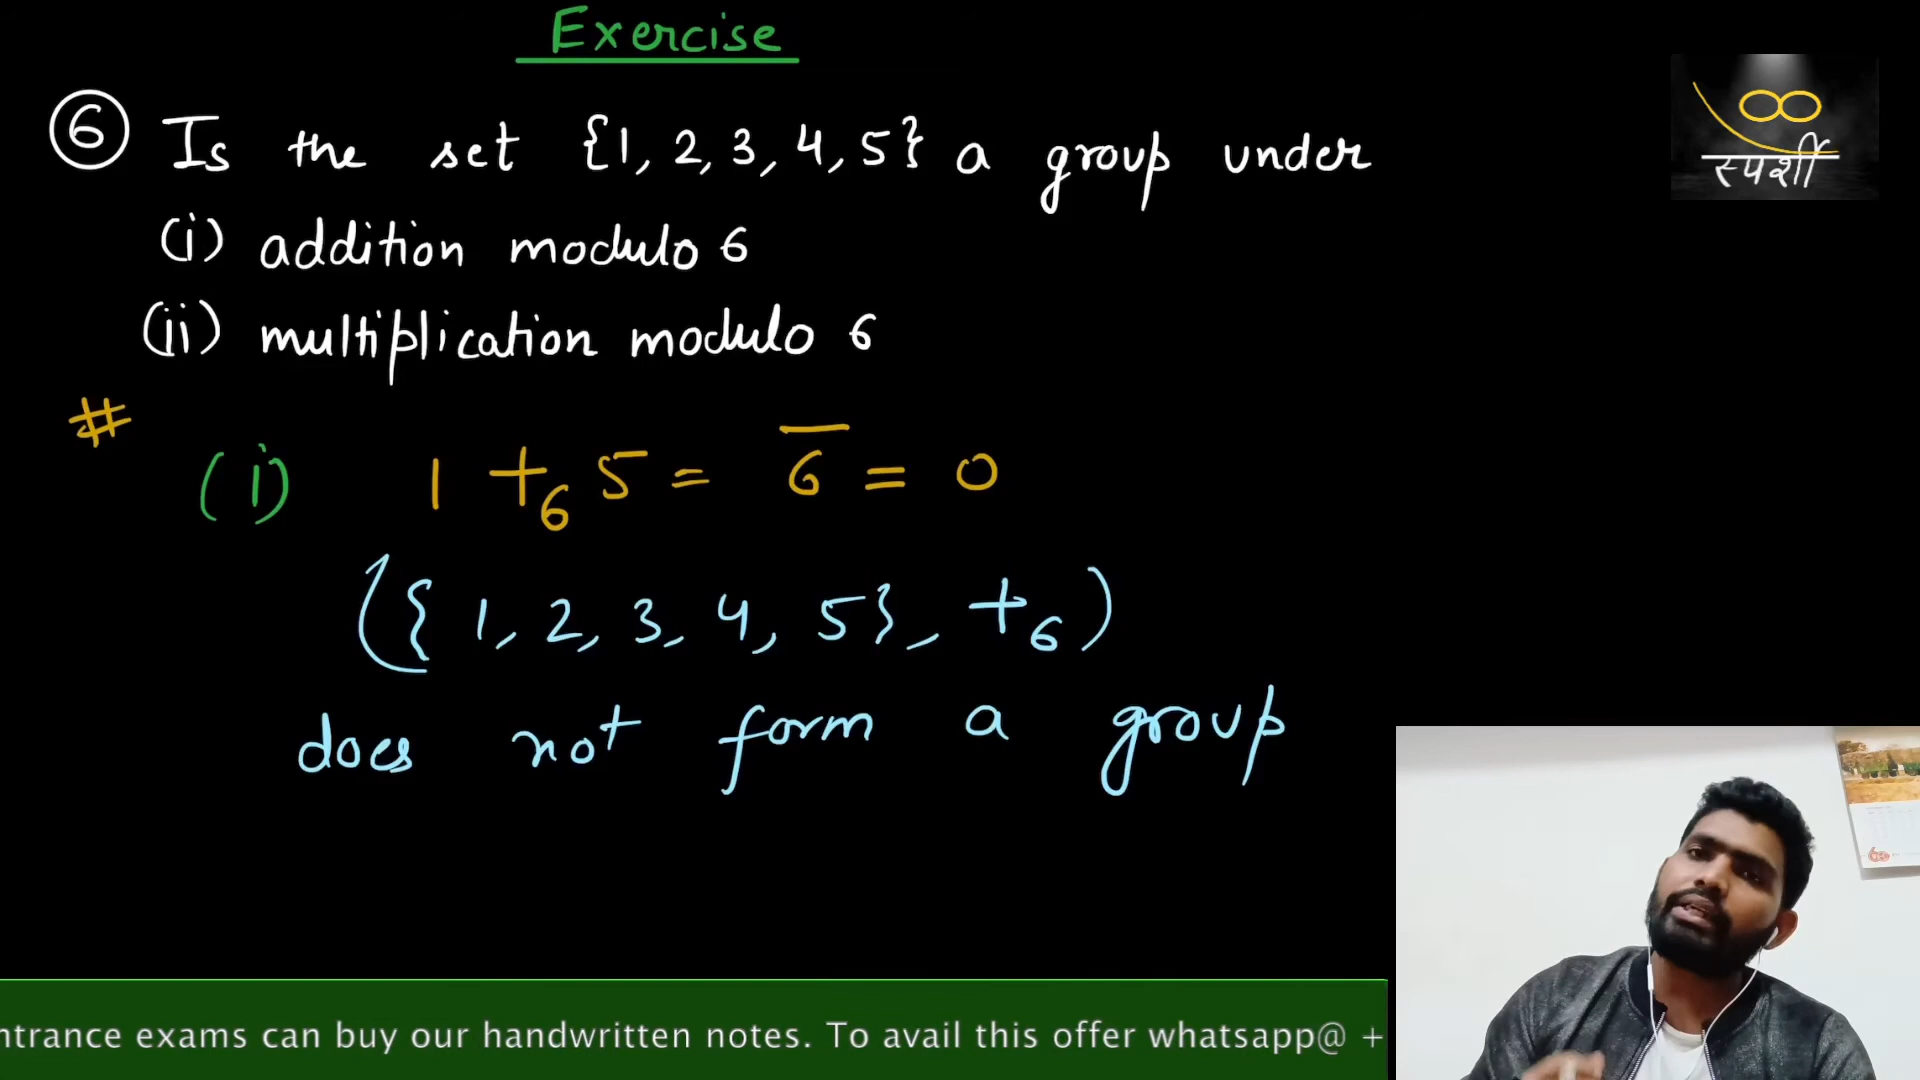 Exercise
⑥ Is the set {1, 2, 3, 4, 5} a group under
(i) addition modulo 6
(ii) multiplication modulo 6
#
(i) 1 +₆ 5 = 6̅ = 0
({1, 2, 3, 4, 5}, +₆)
does not form a group
स्पर्शी
ntrance exams can buy our handwritten notes. To avail this offer whatsapp@ +